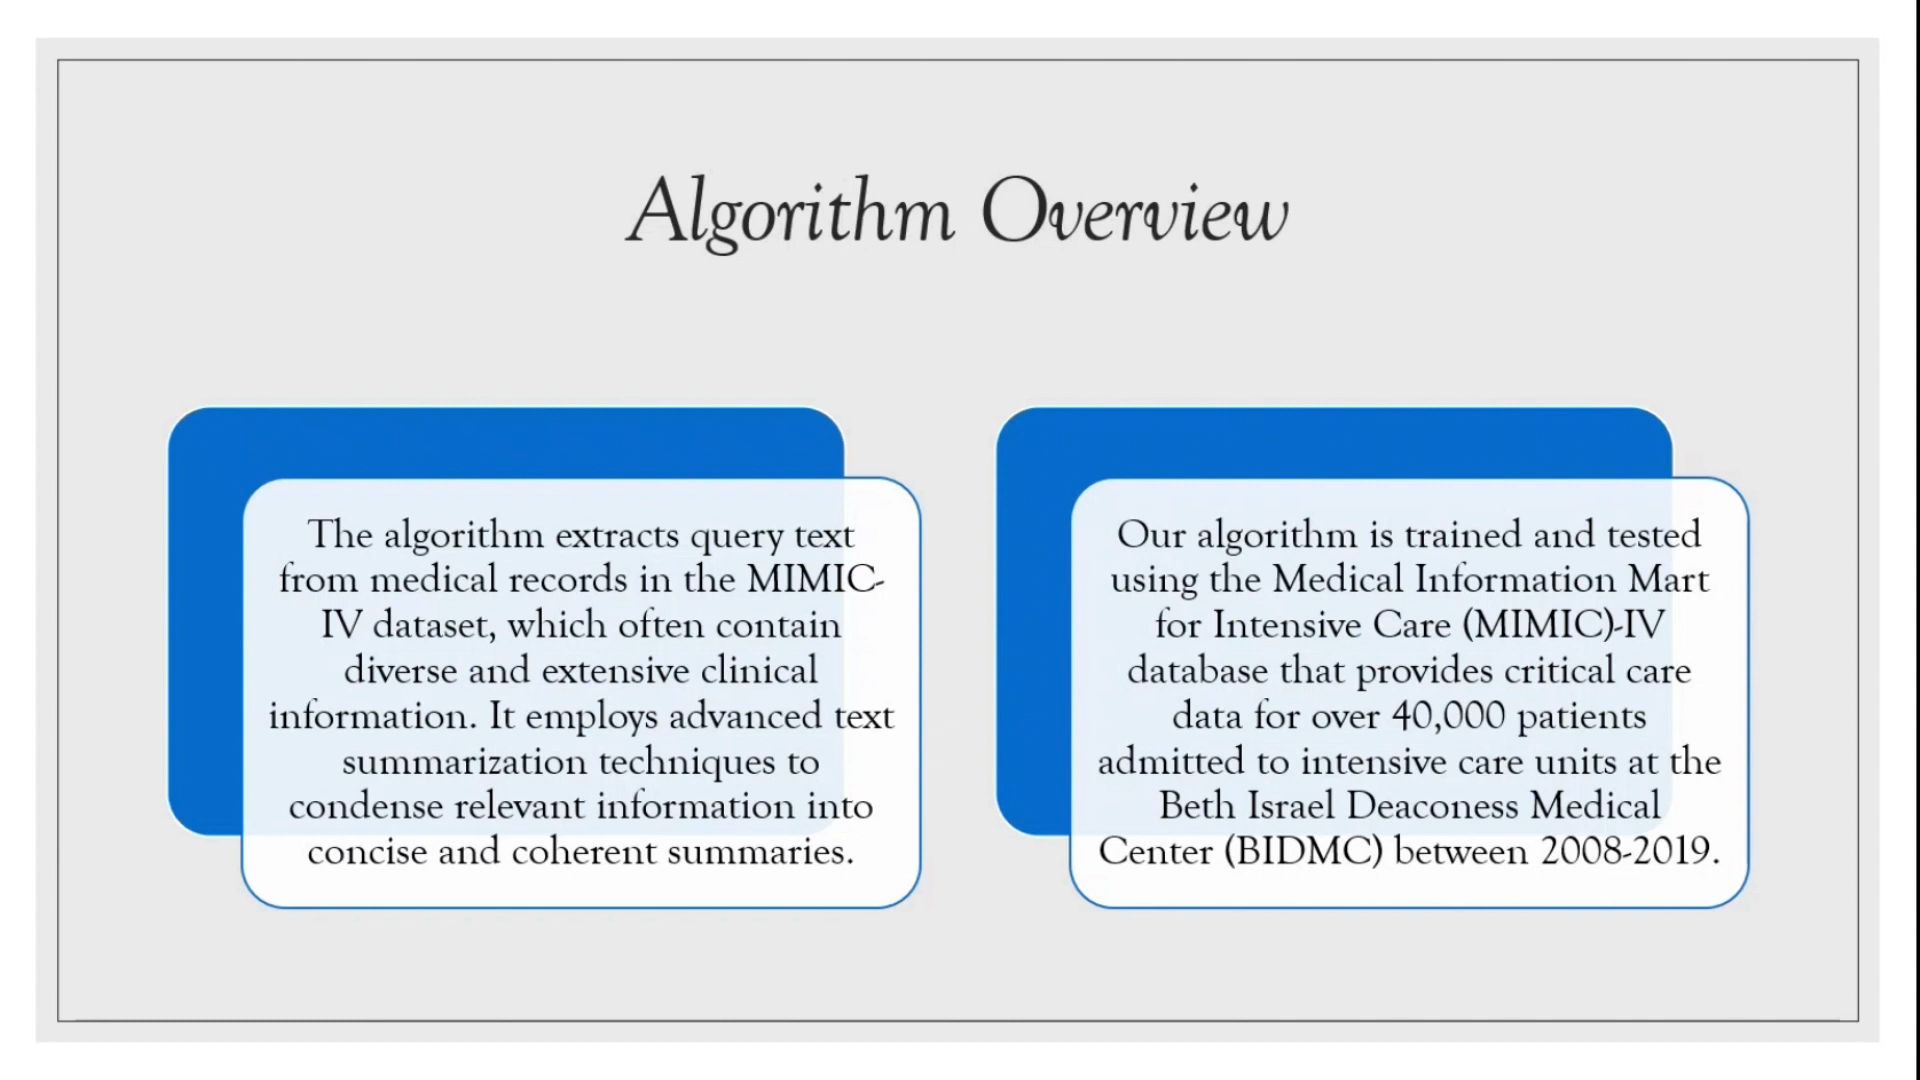 Algorithm Overview
The algorithm extracts query text
from medical records in the MIMIC-
IV dataset, which often contain
diverse and extensive clinical
information. It employs advanced text
summarization techniques to
condense relevant information into
concise and coherent summaries.
Our algorithm is trained and tested
using the Medical Information Mart
for Intensive Care (MIMIC)-IV
database that provides critical care
data for over 40,000 patients
admitted to intensive care units at the
Beth Israel Deaconess Medical
Center (BIDMC) between 2008-2019.